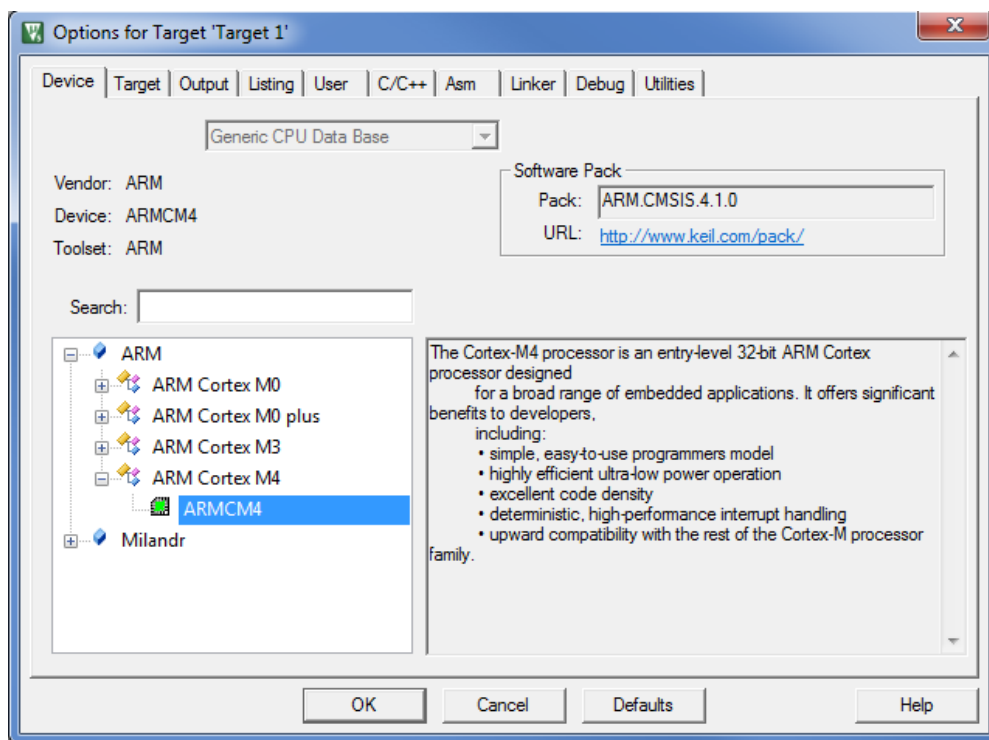 Options for Target 'Target 1'
Device Target Output Listing User C/C++ Asm Linker Debug Utilities
Generic CPU Data Base
Vendor: ARM
Device: ARMCM4
Toolset: ARM
Software Pack
Pack: ARM.CMSIS.4.1.0
URL: http://www.keil.com/pack/
Search:
ARM
ARM Cortex M0
ARM Cortex M0 plus
ARM Cortex M3
ARM Cortex M4
ARMCM4
Milandr
The Cortex-M4 processor is an entry-level 32-bit ARM Cortex
processor designed
for a broad range of embedded applications. It offers significant
benefits to developers,
including:
• simple, easy-to-use programmers model
• highly efficient ultra-low power operation
• excellent code density
• deterministic, high-performance interrupt handling
• upward compatibility with the rest of the Cortex-M processor
family.
OK Cancel Defaults Help